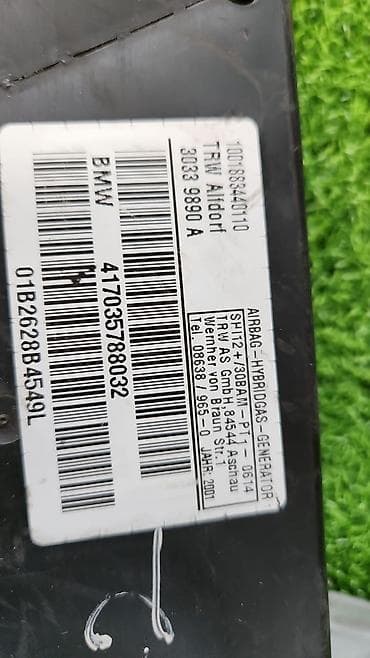 1001883440110
TRW Alfdorf
3033 9890 A
AIRBAG-HYBRIDGAS-GENERATOR
SHI12+/30BAM-PT1-0614
TRW AS GmbH, 84544 Aschau
Wernher von Braun Str.1
Tel. 08638 / 965-0 JAHR: 2001
BMW 417035788032
01B2628B4549L